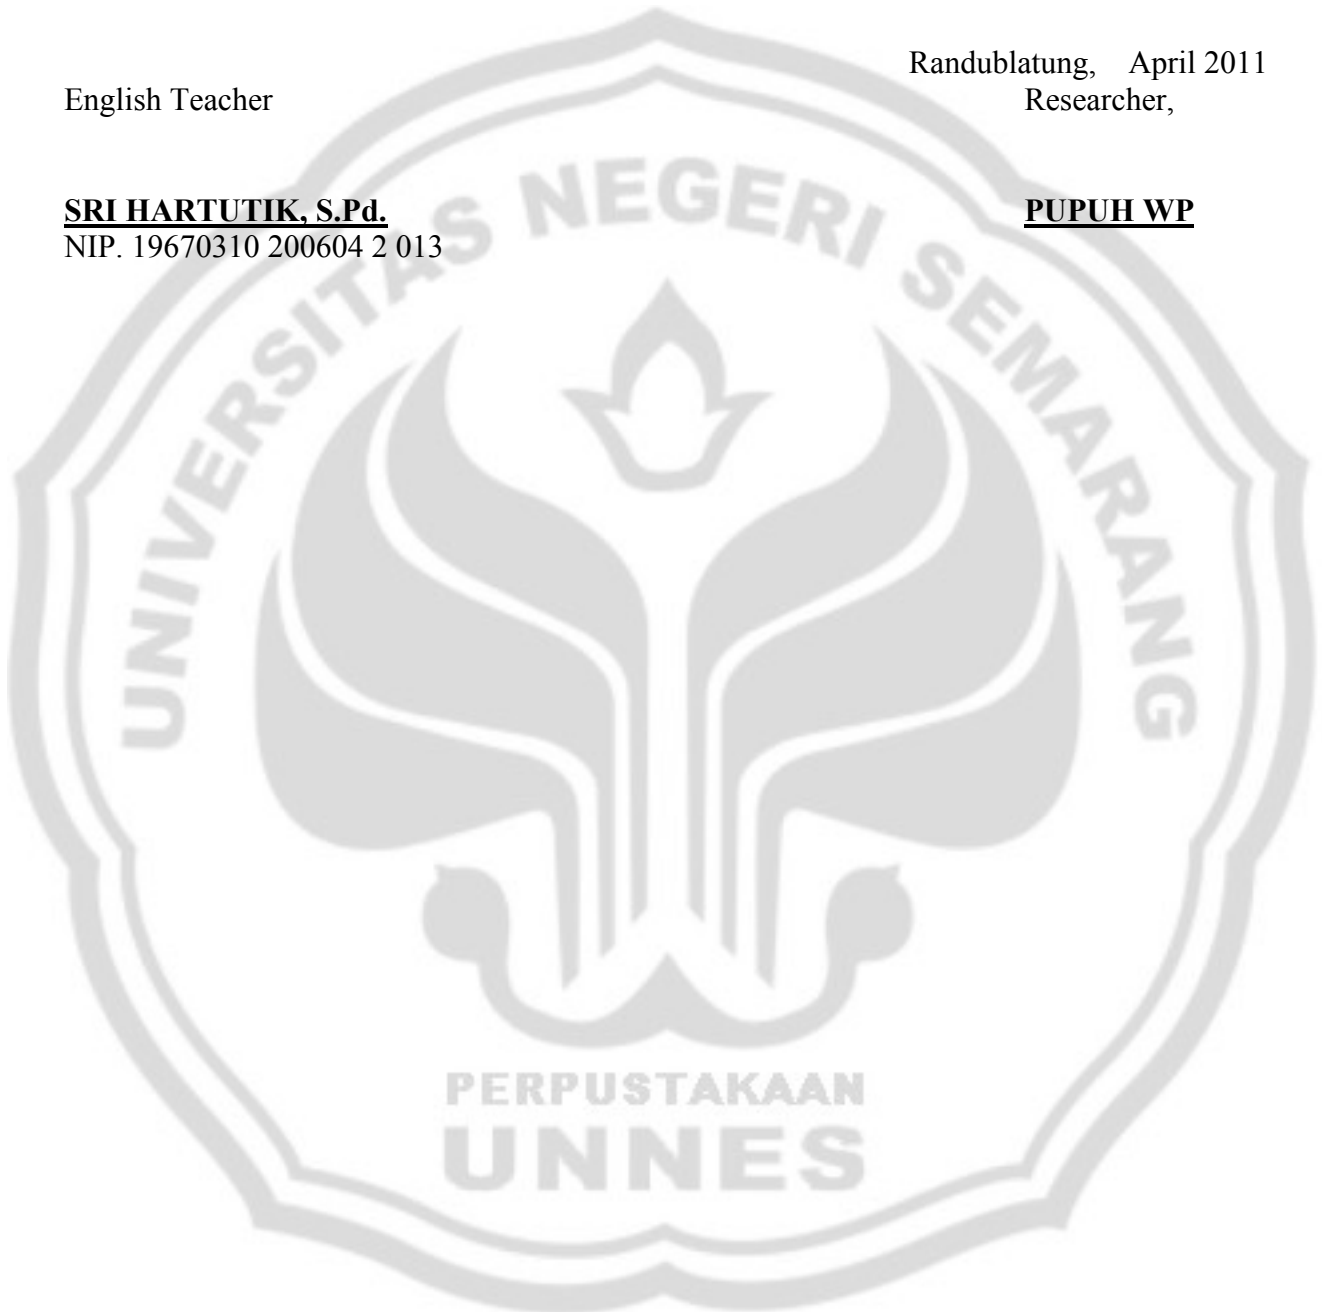 Randublatung, April 2011
English Teacher Researcher,
SRI HARTUTIK, S.Pd. PUPUH WP
NIP. 19670310 200604 2 013
UNIVERSITAS NEGERI SEMARANG
PERPUSTAKAAN
UNNES